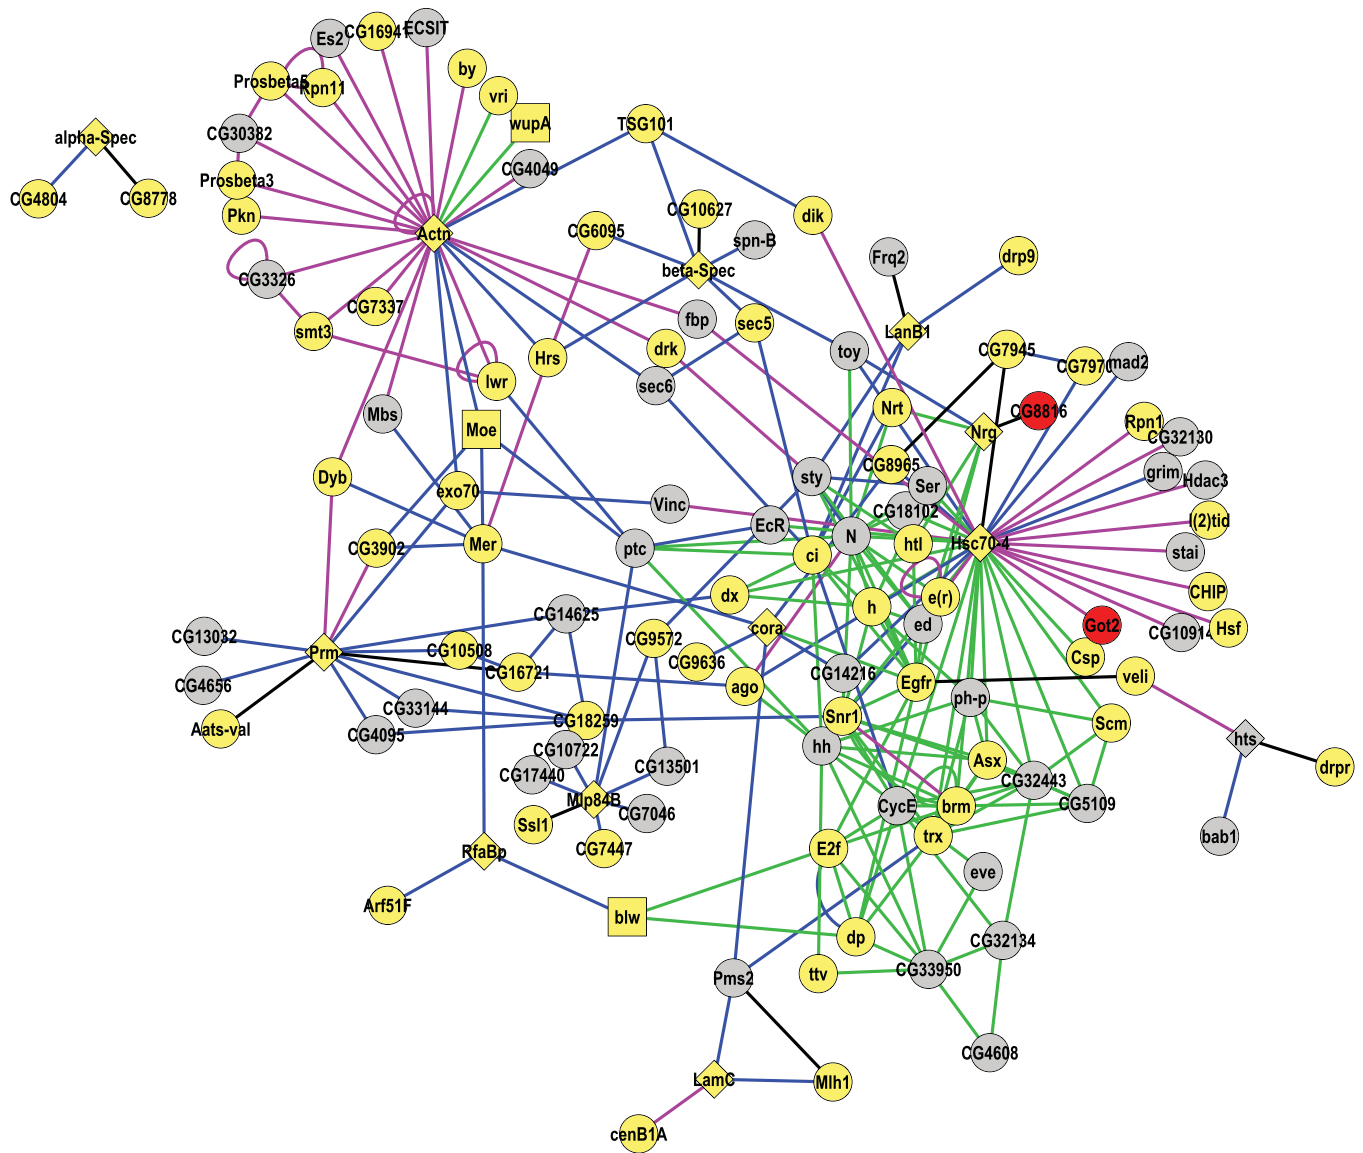 Es2
CG16941
ECSIT
by
Prosbeta5
Rpn11
vri
wupA
TSG101
alpha-Spec
CG30382
CG4049
CG4804
CG8778
Prosbeta3
Pkn
Actn
CG6095
CG10627
dik
spn-B
beta-Spec
Frq2
drp9
CG3326
CG7337
smt3
fbp
sec5
LanB1
toy
drk
Hrs
CG7945
CG7970
mad2
lwr
sec6
Mbs
Moe
Nrt
Nrg
CG8816
Rpn1
CG32130
CG8965
Dyb
exo70
sty
Ser
grim
Hdac3
Vinc
CG18102
EcR
N
l(2)tid
CG3902
Mer
ptc
ci
htl
Hsc70-4
stai
dx
h
e(r)
CHIP
CG14625
CG13032
CG9572
cora
ed
Got2
CG10914
Hsf
Prm
CG10508
CG9636
CG14216
Csp
CG4656
CG16721
ago
Egfr
veli
ph-p
CG33144
Aats-val
CG4095
CG18259
Snr1
Scm
hts
CG10722
hh
CG17440
CG13501
Asx
CG32443
drpr
Mlp84B
CG7046
CycE
brm
CG5109
Ssl1
CG7447
trx
bab1
RfaBp
E2f
eve
Arf51F
blw
dp
CG32134
Pms2
ttv
CG33950
CG4608
LamC
Mlh1
cenB1A